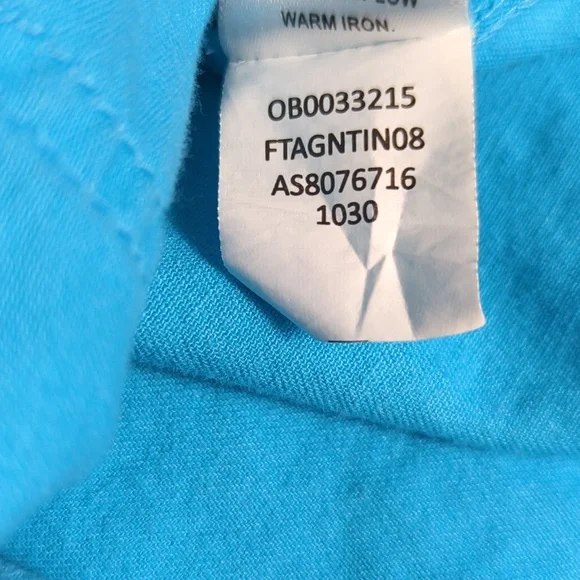 WARM IRON.
OB0033215
FTAGNTIN08
AS8076716
1030